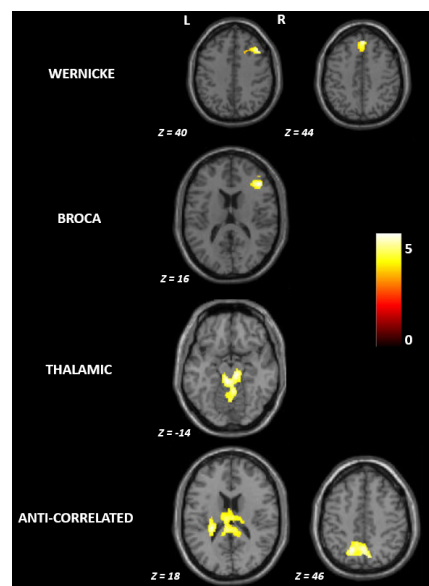 L R
WERNICKE
Z = 40 Z = 44
BROCA
Z = 16
5
0
THALAMIC
Z = -14
ANTI-CORRELATED
Z = 18 Z = 46